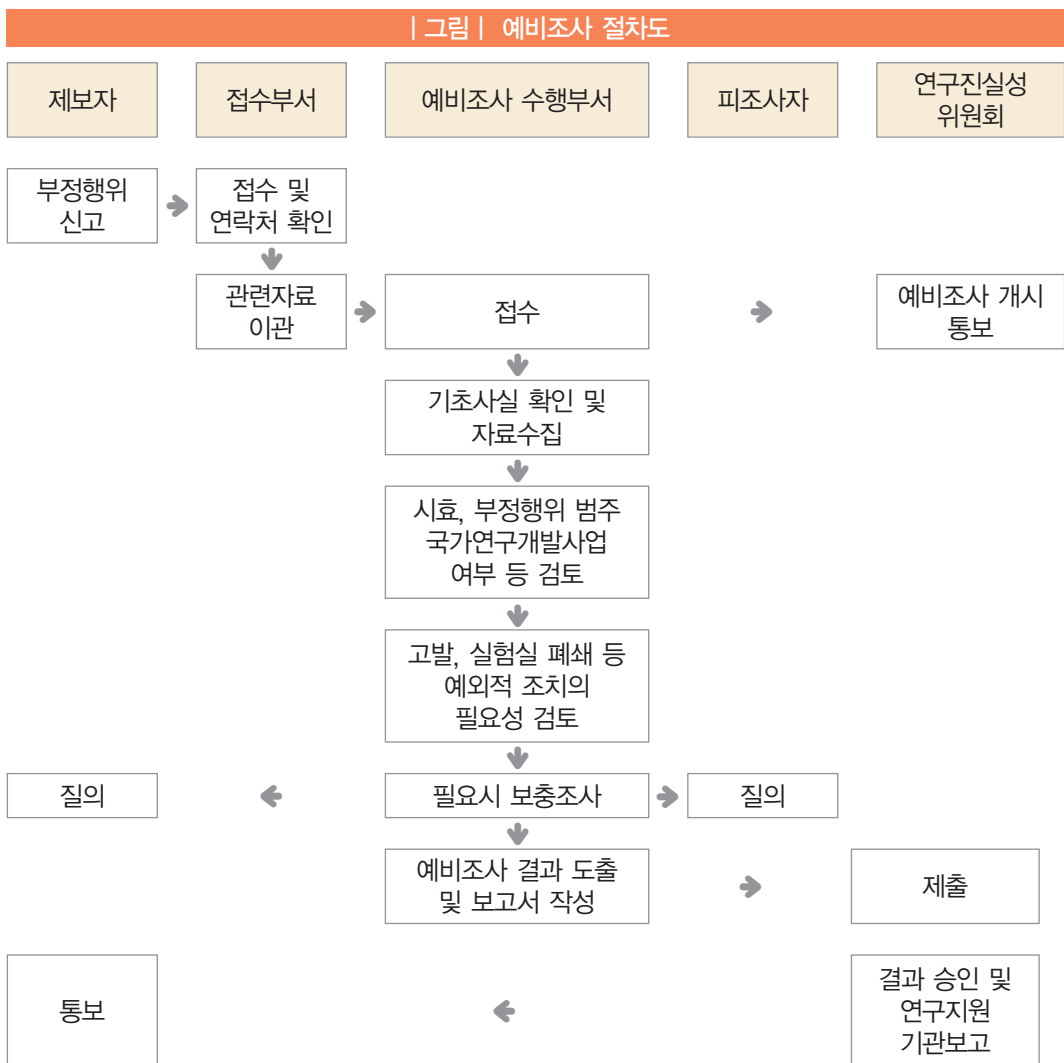 | 그림 | 예비조사 절차도
제보자
접수부서
예비조사 수행부서
피조사자
연구진실성
위원회
부정행위
신고
접수 및
연락처 확인
관련자료
이관
접수
예비조사 개시
통보
기초사실 확인 및
자료수집
시효, 부정행위 범주
국가연구개발사업
여부 등 검토
고발, 실험실 폐쇄 등
예외적 조치의
필요성 검토
질의
필요시 보충조사
질의
예비조사 결과 도출
및 보고서 작성
제출
통보
결과 승인 및
연구지원
기관보고